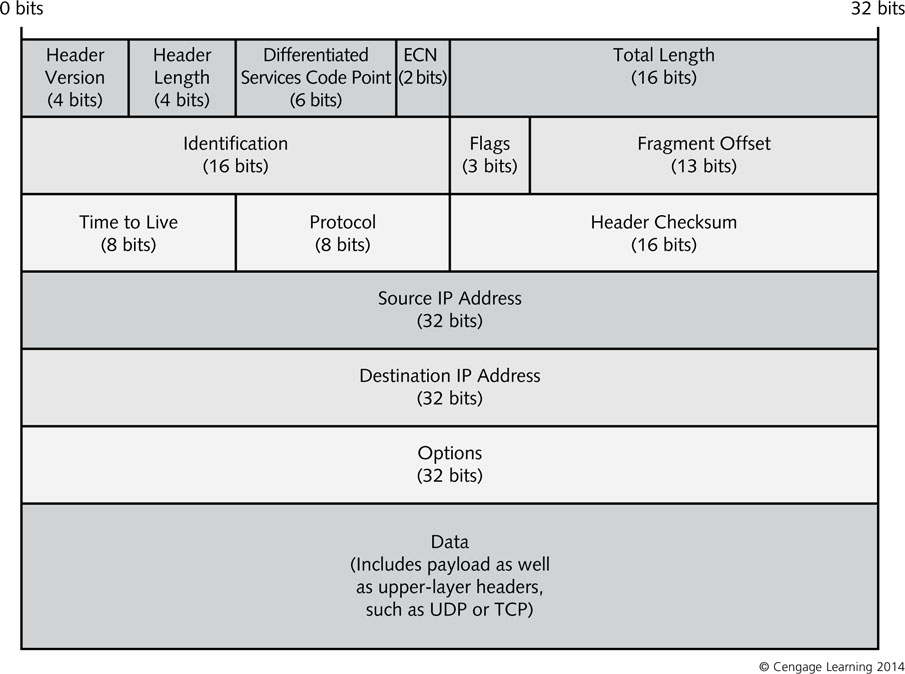 0 bits
32 bits
Header
Version
(4 bits)
Header
Length
(4 bits)
Differentiated
Services Code Point
(6 bits)
ECN
(2 bits)
Total Length
(16 bits)
Identification
(16 bits)
Flags
(3 bits)
Fragment Offset
(13 bits)
Time to Live
(8 bits)
Protocol
(8 bits)
Header Checksum
(16 bits)
Source IP Address
(32 bits)
Destination IP Address
(32 bits)
Options
(32 bits)
Data
(Includes payload as well
as upper-layer headers,
such as UDP or TCP)
© Cengage Learning 2014